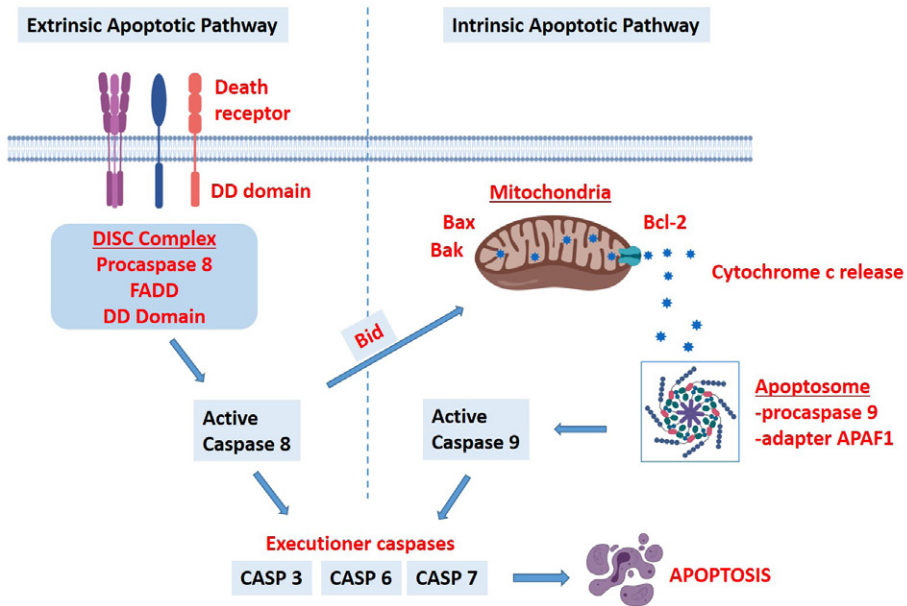 Extrinsic Apoptotic Pathway
Intrinsic Apoptotic Pathway
Death
receptor
DD domain
DISC Complex
Procaspase 8
FADD
DD Domain
Mitochondria
Bax
Bak
Bcl-2
Cytochrome c release
Bid
Apoptosome
-procaspase 9
-adapter APAF1
Active
Caspase 8
Active
Caspase 9
Executioner caspases
CASP 3
CASP 6
CASP 7
APOPTOSIS